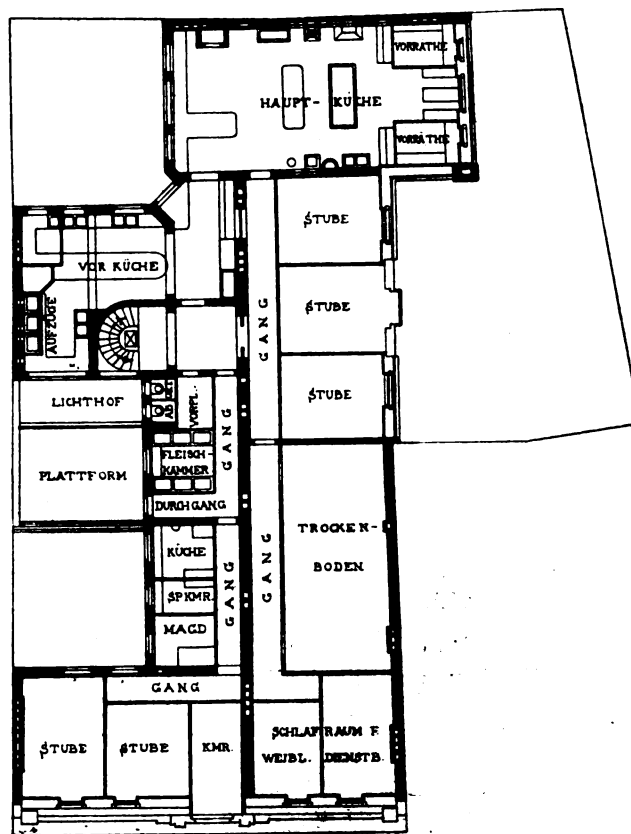 VORRÄTHE
HAUPT- KÜCHE
VORRÄTHE
STUBE
VOR KÜCHE
STUBE
AUFZÜGE
GANG
STUBE
LICHTHOF
ABORT
VORPL.
GANG
FLEISCH-
KAMMER
PLATTFORM
DURCHGANG
TROCKEN-
BODEN
KÜCHE
GANG
GANG
SPKMR.
MAGD
GANG
STUBE
STUBE
KMR.
SCHLAFRAUM F.
WEIBL. DIENSTB.